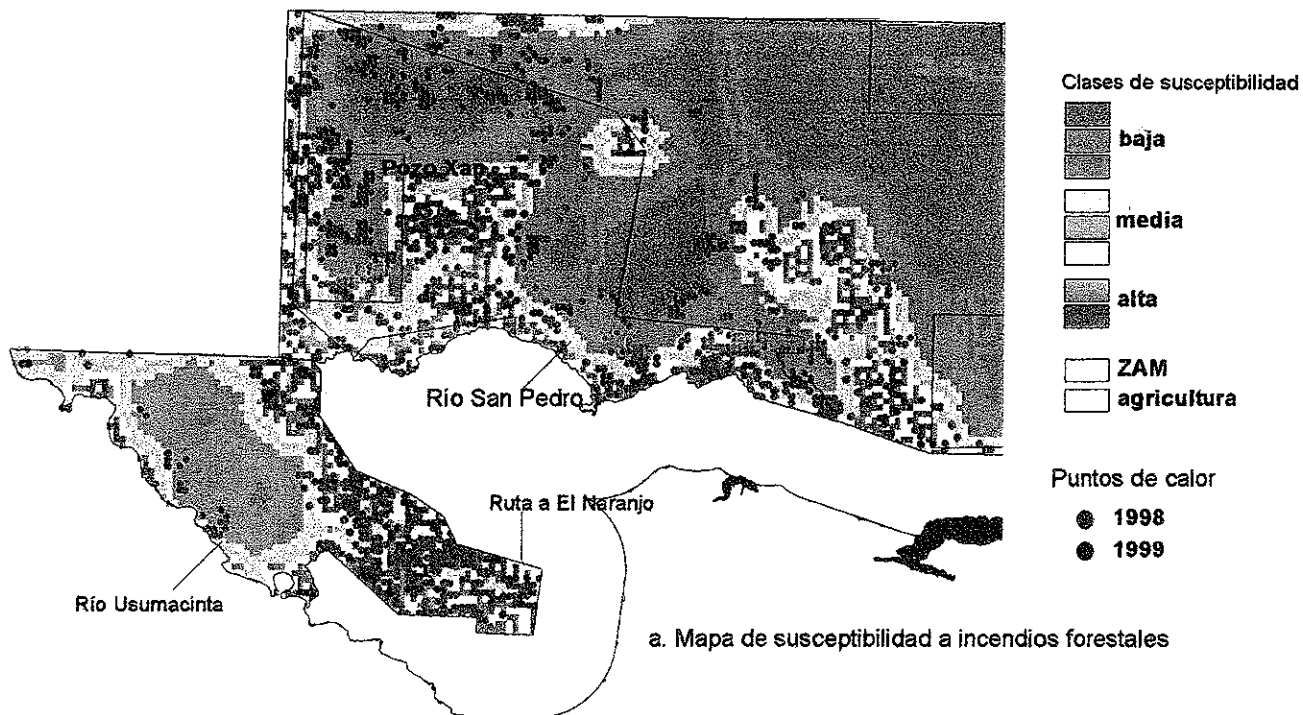 Clases de susceptibilidad
baja
media
alta
ZAM
agricultura
Puntos de calor
1998
1999
Pozo Xan
Río San Pedro
Ruta a El Naranjo
Río Usumacinta
a. Mapa de susceptibilidad a incendios forestales